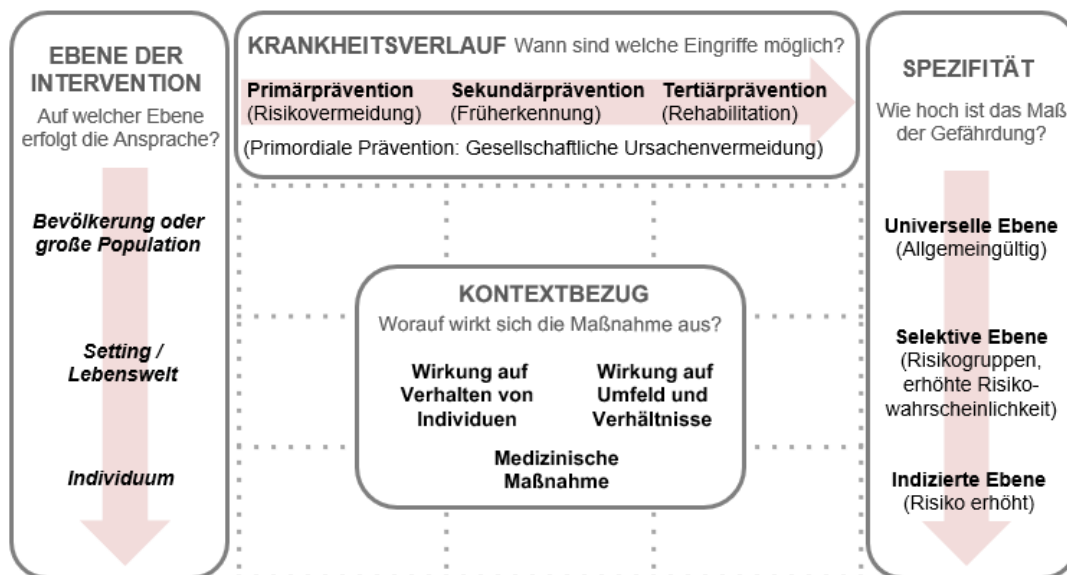 EBENE DER
INTERVENTION
Auf welcher Ebene
erfolgt die Ansprache?
Bevölkerung oder
große Population
Setting /
Lebenswelt
Individuum
KRANKHEITSVERLAUF Wann sind welche Eingriffe möglich?
Primärprävention Sekundärprävention Tertiärprävention
(Risikovermeidung) (Früherkennung) (Rehabilitation)
(Primordiale Prävention: Gesellschaftliche Ursachenvermeidung)
KONTEXTBEZUG
Worauf wirkt sich die Maßnahme aus?
Wirkung auf
Verhalten von
Individuen
Wirkung auf
Umfeld und
Verhältnisse
Medizinische
Maßnahme
SPEZIFITÄT
Wie hoch ist das Maß
der Gefährdung?
Universelle Ebene
(Allgemeingültig)
Selektive Ebene
(Risikogruppen,
erhöhte Risiko-
wahrscheinlichkeit)
Indizierte Ebene
(Risiko erhöht)